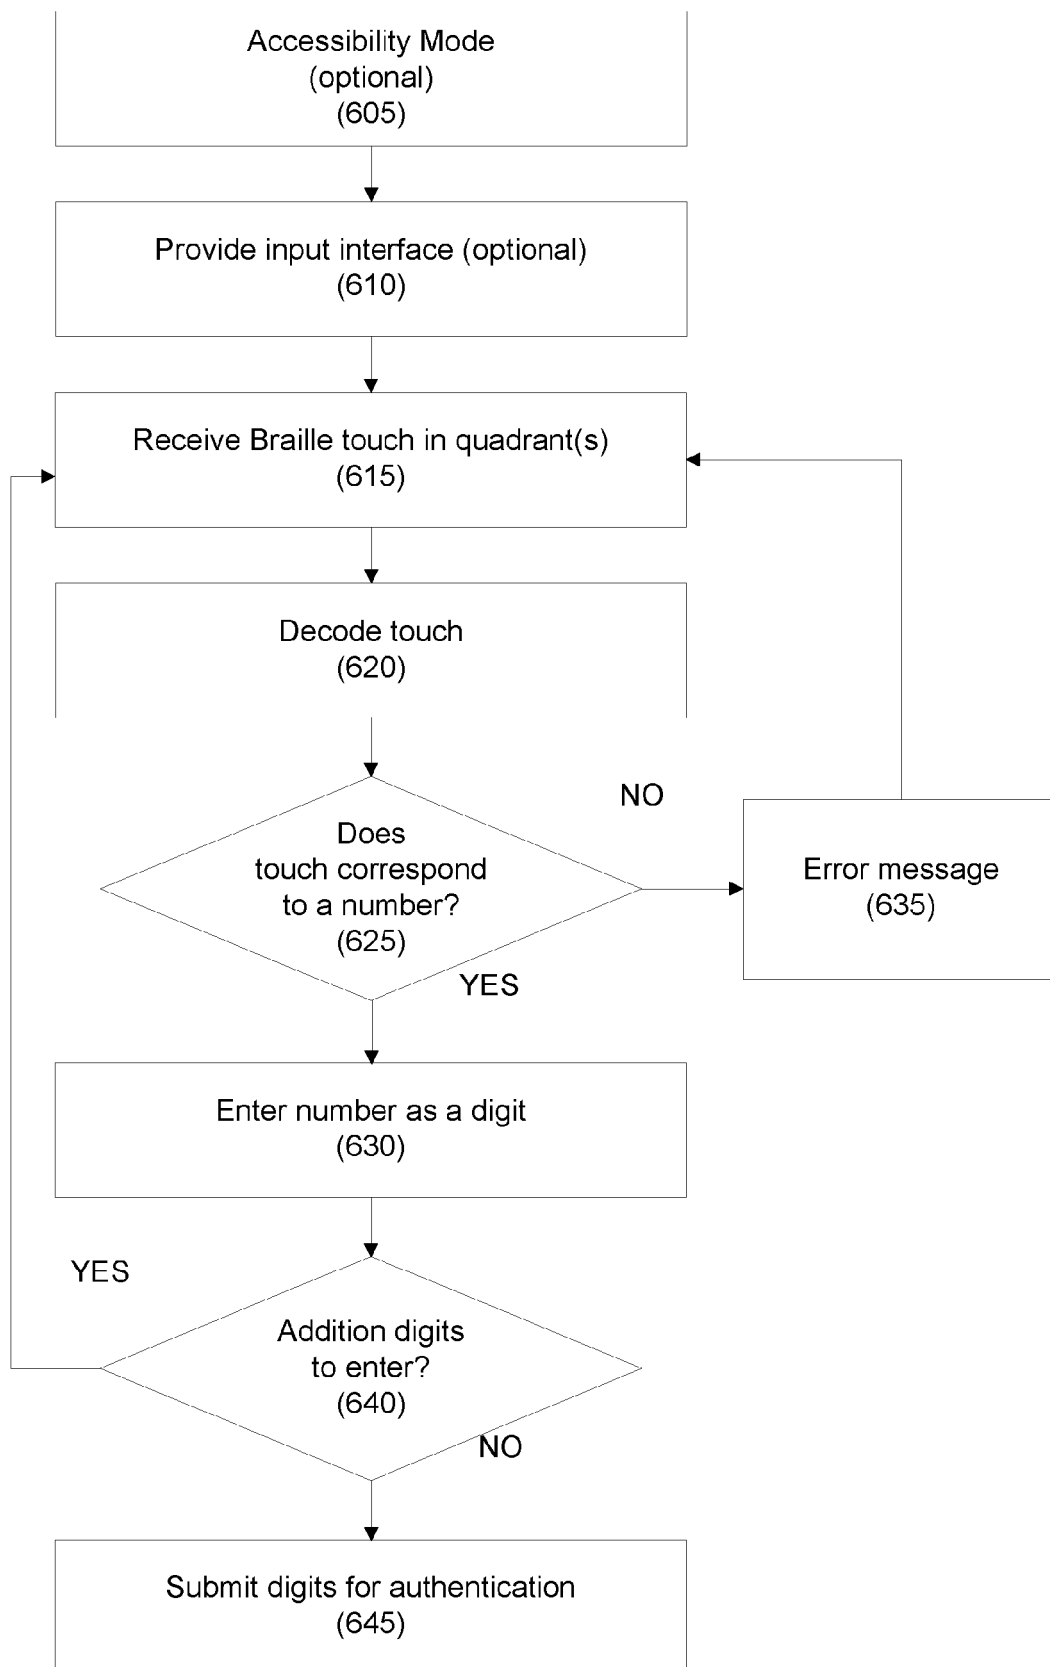 Accessibility Mode
(optional)
(605)
Provide input interface (optional)
(610)
Receive Braille touch in quadrant(s)
(615)
Decode touch
(620)
NO
Does
touch correspond
to a number?
(625)
Error message
(635)
YES
Enter number as a digit
(630)
YES
Addition digits
to enter?
(640)
NO
Submit digits for authentication
(645)